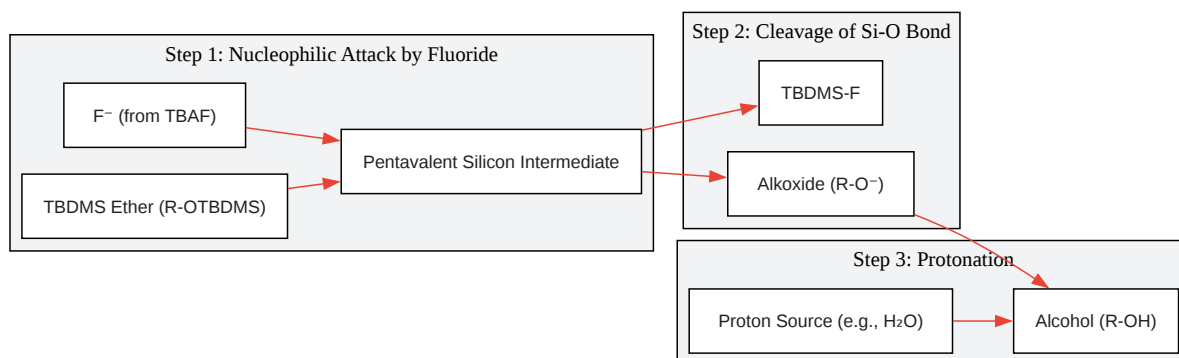 Step 1: Nucleophilic Attack by Fluoride
F⁻ (from TBAF)
TBDMS Ether (R-OTBDMS)
Pentavalent Silicon Intermediate
Step 2: Cleavage of Si-O Bond
TBDMS-F
Alkoxide (R-O⁻)
Step 3: Protonation
Proton Source (e.g., H₂O)
Alcohol (R-OH)